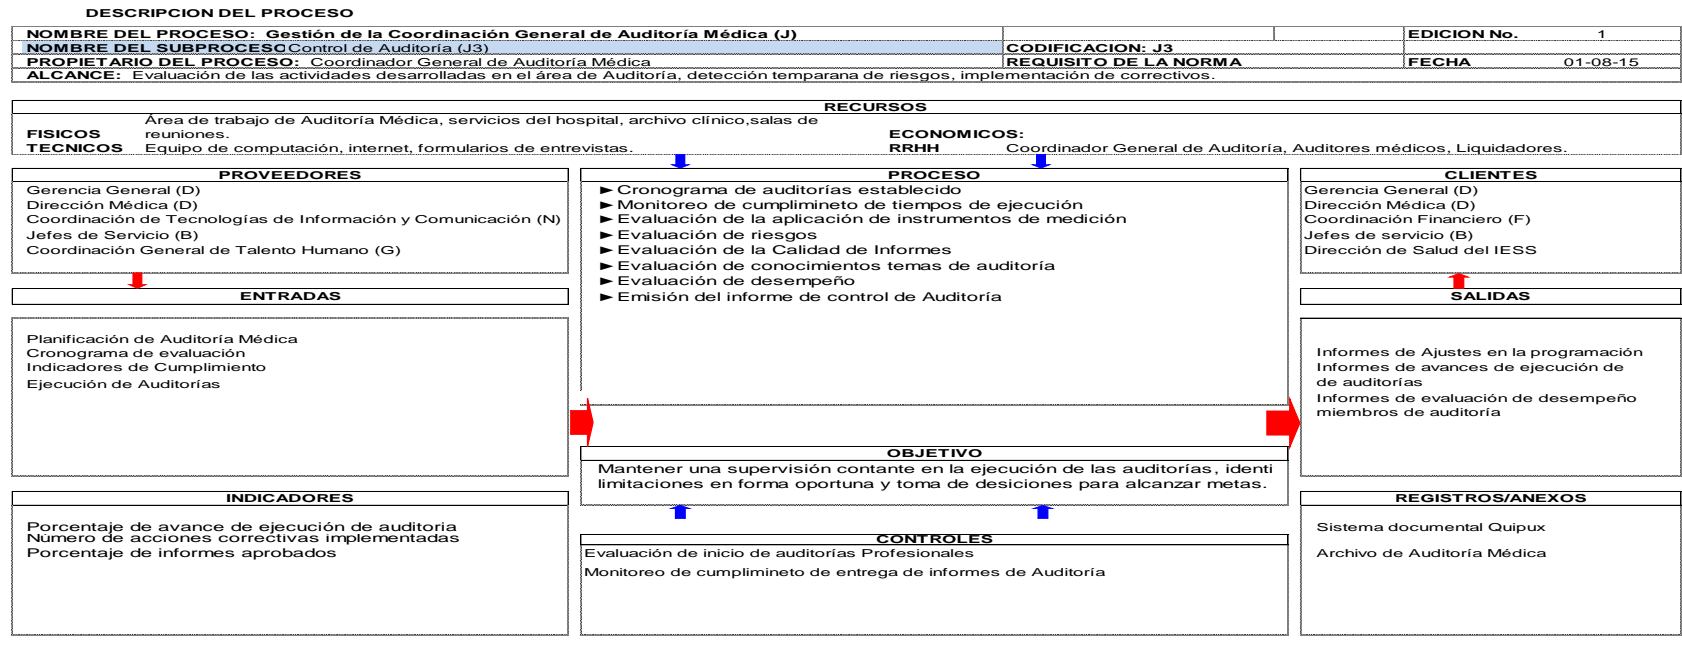 DESCRIPCION DEL PROCESO
NOMBRE DEL PROCESO: Gestión de la Coordinación General de Auditoría Médica (J)
EDICION No. 1
NOMBRE DEL SUBPROCESO Control de Auditoría (J3)
CODIFICACION: J3
PROPIETARIO DEL PROCESO: Coordinador General de Auditoría Médica
REQUISITO DE LA NORMA
FECHA 01-08-15
ALCANCE: Evaluación de las actividades desarrolladas en el área de Auditoría, detección temparana de riesgos, implementación de correctivos.
RECURSOS
FISICOS Área de trabajo de Auditoría Médica, servicios del hospital, archivo clínico,salas de
reuniones.
ECONOMICOS:
TECNICOS Equipo de computación, internet, formularios de entrevistas.
RRHH Coordinador General de Auditoría, Auditores médicos, Liquidadores.
PROVEEDORES
Gerencia General (D)
Dirección Médica (D)
Coordinación de Tecnologías de Información y Comunicación (N)
Jefes de Servicio (B)
Coordinación General de Talento Humano (G)
PROCESO
► Cronograma de auditorías establecido
► Monitoreo de cumplimineto de tiempos de ejecución
► Evaluación de la aplicación de instrumentos de medición
► Evaluación de riesgos
► Evaluación de la Calidad de Informes
► Evaluación de conocimientos temas de auditoría
► Evaluación de desempeño
► Emisión del informe de control de Auditoría
CLIENTES
Gerencia General (D)
Dirección Médica (D)
Coordinación Financiero (F)
Jefes de servicio (B)
Dirección de Salud del IESS
ENTRADAS
Planificación de Auditoría Médica
Cronograma de evaluación
Indicadores de Cumplimiento
Ejecución de Auditorías
SALIDAS
Informes de Ajustes en la programación
Informes de avances de ejecución de
de auditorías
Informes de evaluación de desempeño
miembros de auditoría
OBJETIVO
Mantener una supervisión contante en la ejecución de las auditorías, identi
limitaciones en forma oportuna y toma de desiciones para alcanzar metas.
INDICADORES
Porcentaje de avance de ejecución de auditoria
Número de acciones correctivas implementadas
Porcentaje de informes aprobados
CONTROLES
Evaluación de inicio de auditorías Profesionales
Monitoreo de cumplimineto de entrega de informes de Auditoría
REGISTROS/ANEXOS
Sistema documental Quipux
Archivo de Auditoría Médica